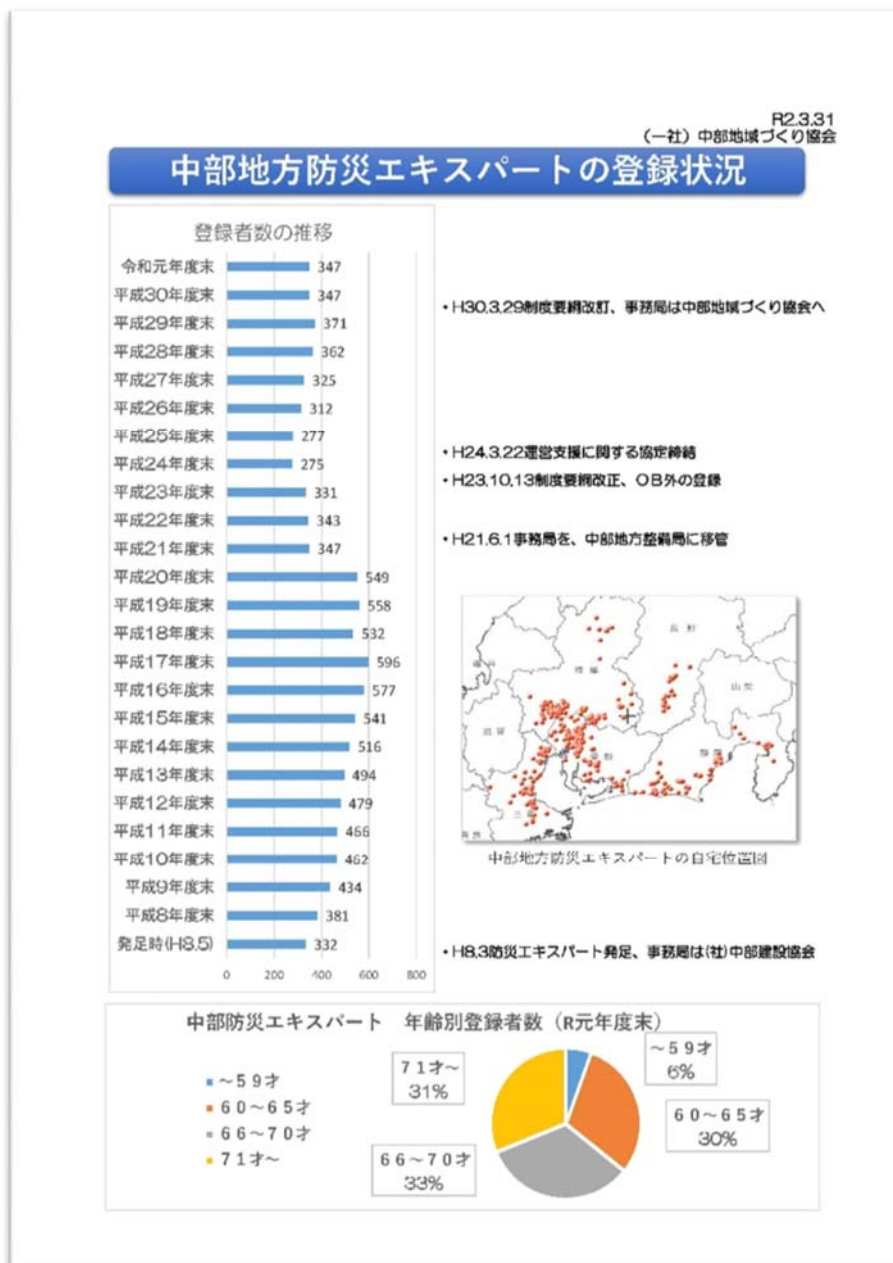 R2.3.31
(一社)中部地域づくり協会
中部地方防災エキスパートの登録状況
登録者数の推移
令和元年度末 347
平成30年度末 347
・H30.3.29制度要綱改訂、事務局は中部地域づくり協会へ
平成29年度末 371
平成28年度末 362
平成27年度末 325
平成26年度末 312
平成25年度末 277
・H24.3.22運営支援に関する協定締結
平成24年度末 275
・H23.10.13制度要綱改正、OB外の登録
平成23年度末 331
平成22年度末 343
・H21.6.1事務局を、中部地方整備局に移管
平成21年度末 347
平成20年度末 549
平成19年度末 558
平成18年度末 532
平成17年度末 596
平成16年度末 577
平成15年度末 541
平成14年度末 516
平成13年度末 494
平成12年度末 479
平成11年度末 466
平成10年度末 462
平成9年度末 434
平成8年度末 381
発足時(H8.5) 332
・H8.3防災エキスパート発足、事務局は(社)中部建設協会
0 200 400 600 800
長野
岐阜
山梨
滋賀
愛知
静岡
三重
中部地方防災エキスパートの自宅位置図
中部防災エキスパート 年齢別登録者数(R元年度末)
~59才
60~65才
66~70才
71才~
71才~
31%
~59才
6%
60~65才
30%
66~70才
33%